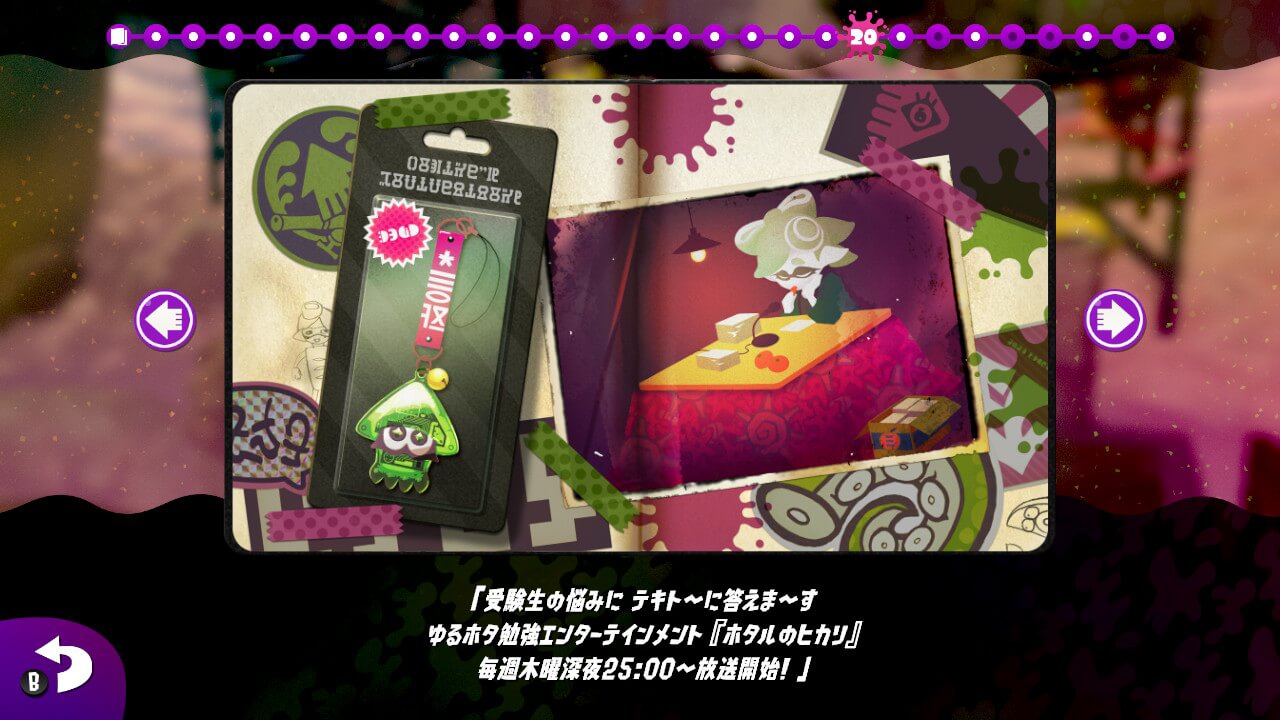 20
「受験生の悩みに テキト〜に答えま〜す
ゆるホタ勉強エンターテインメント『ホタルのヒカリ』
毎週木曜深夜25:00〜放送開始!」
B